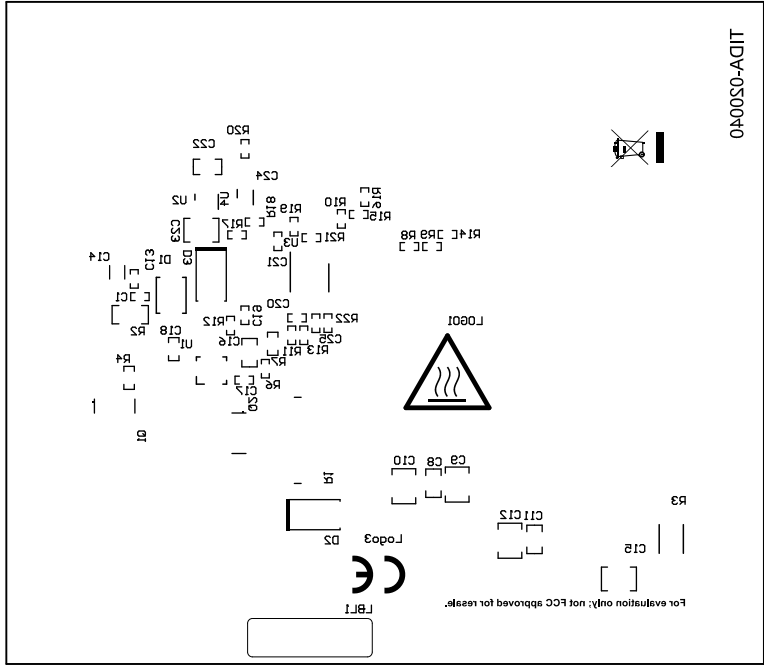 TIDA-020040
R20
C22
C24
U2
U4
R16
R10
R19
R18
R15
R17
C23
R14
R9
R8
R21
U3
C21
D3
D1
C13
C14
C1
R2
C18
U1
R12
C19
C20
R22
C25
R13
R11
C16
R7
R6
C17
Q2
R4
Q1
LOGO1
R1
C10
C8
C9
D2
Logo3
C12
C11
R3
C15
For evaluation only; not FCC approved for resale.
LBL1